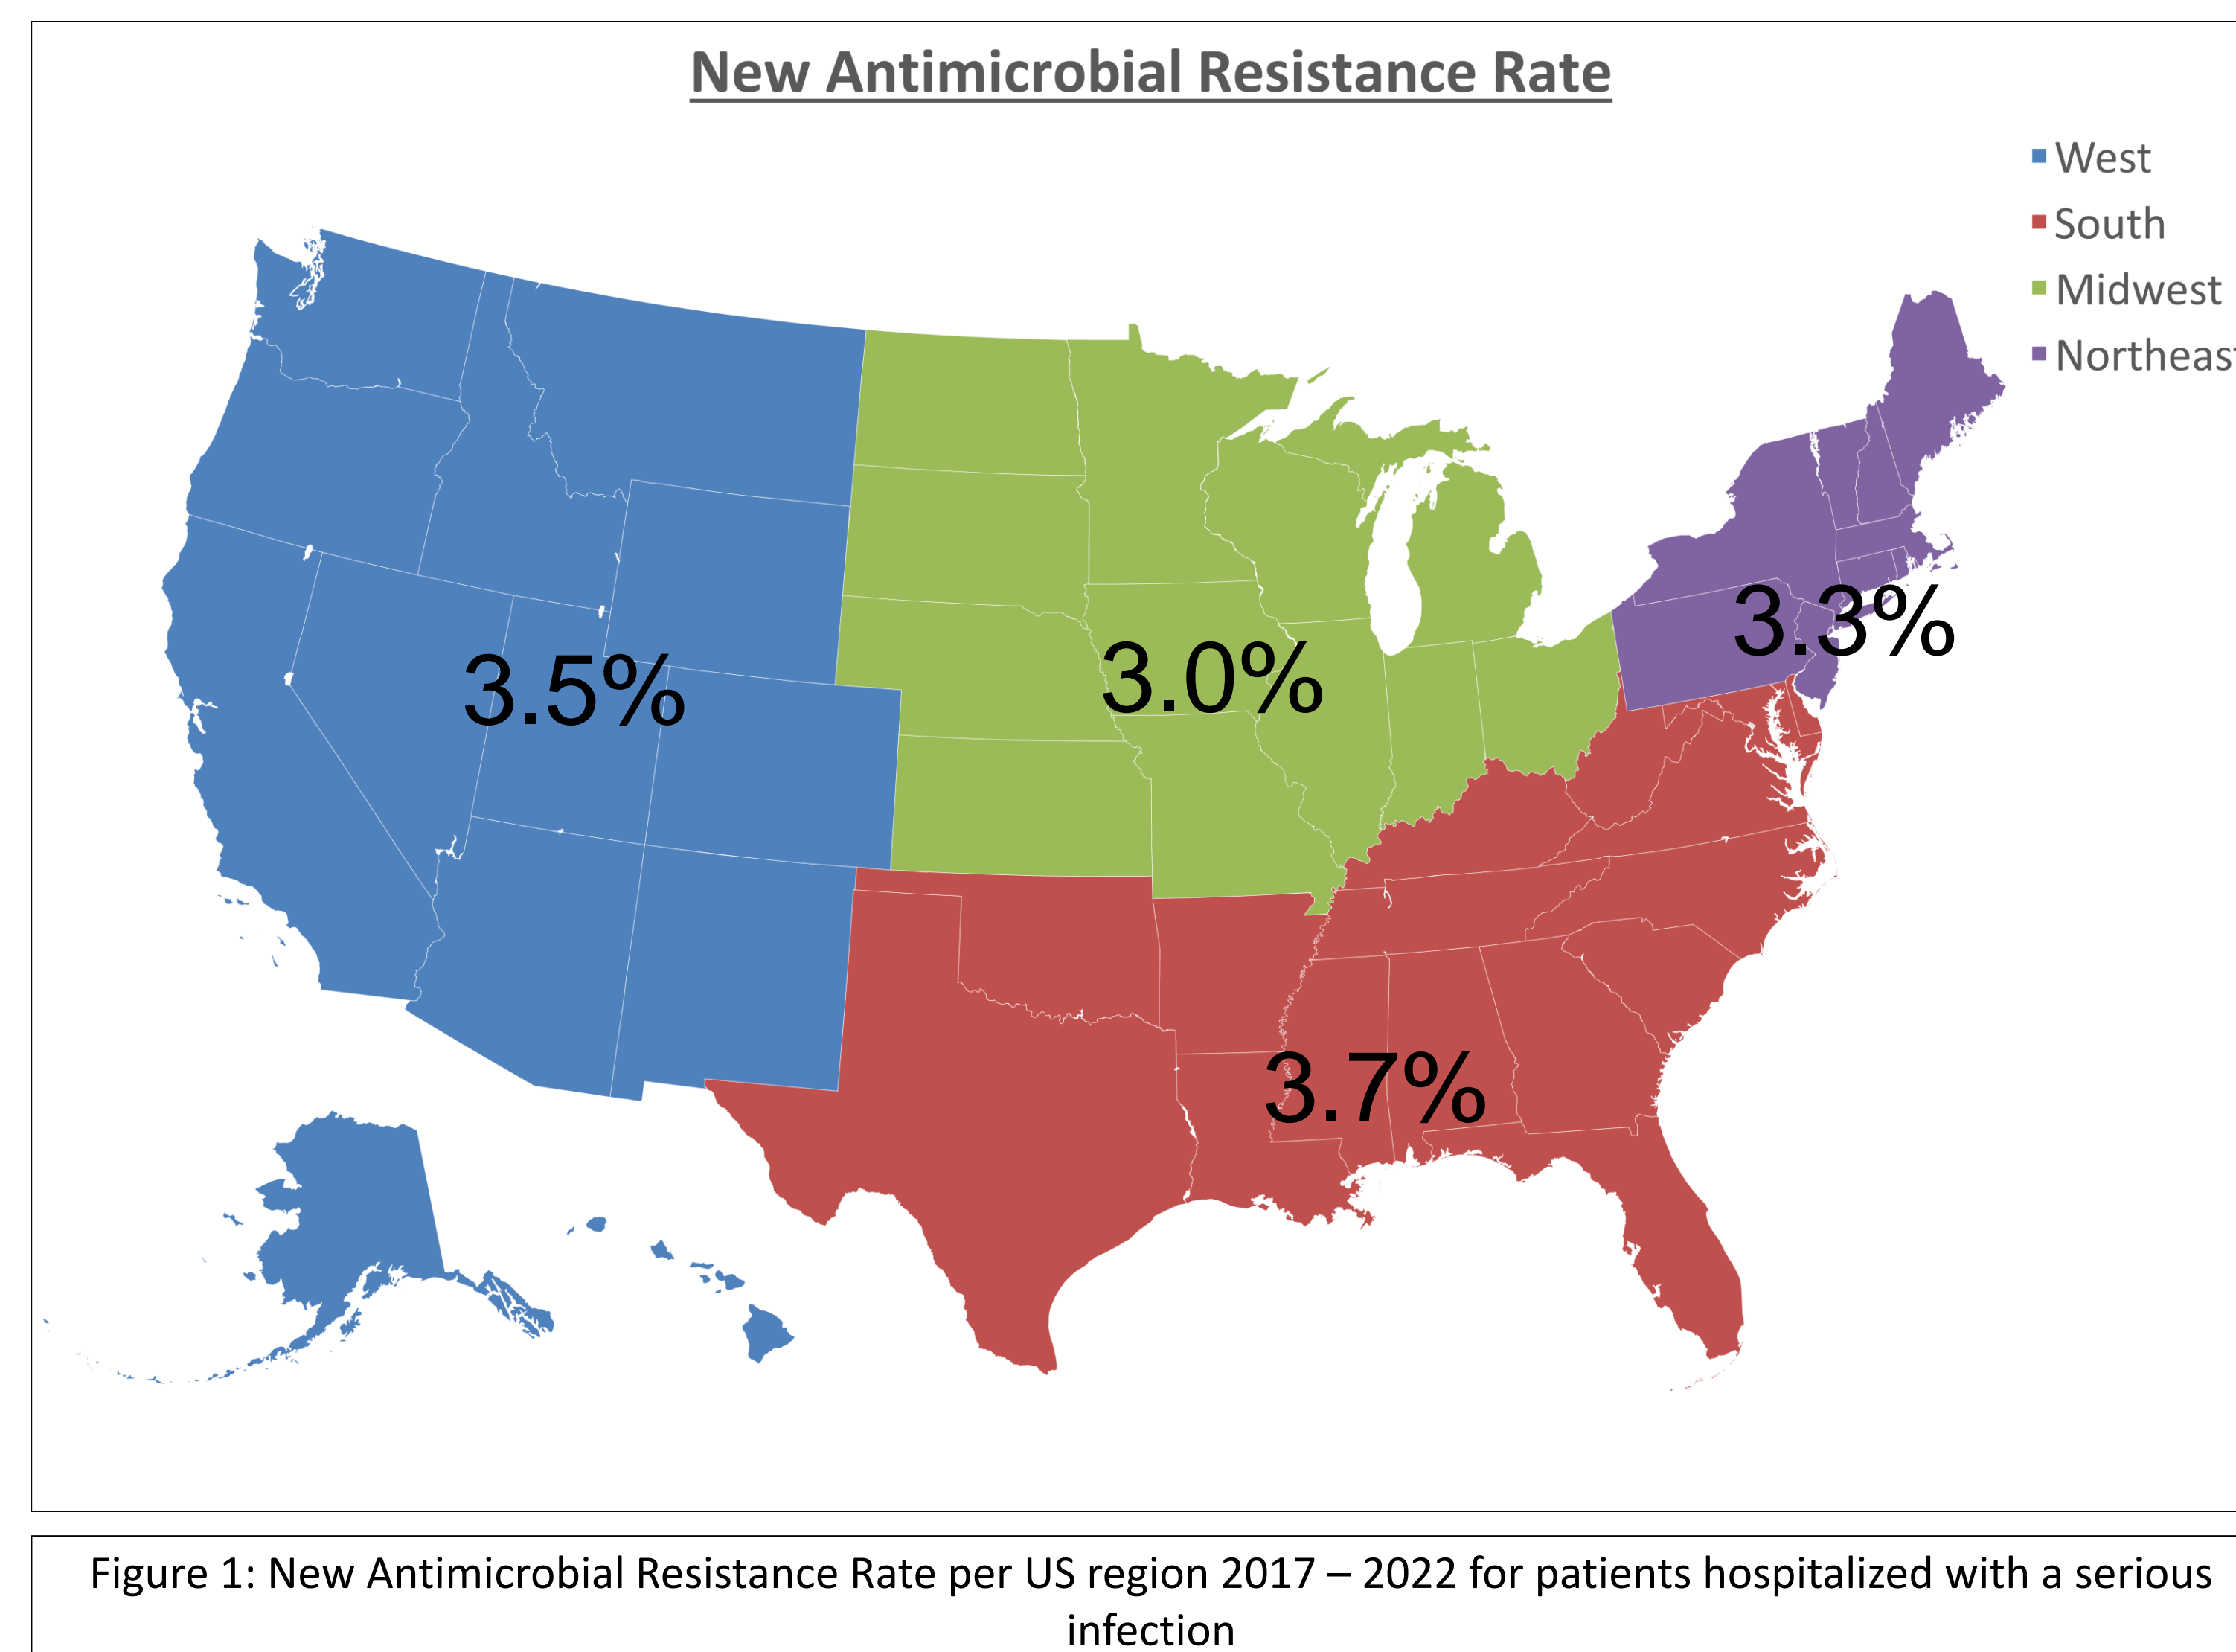 New Antimicrobial Resistance Rate
West
South
Midwest
Northeas
3.5%
3.0%
3.3%
3.7%
Figure 1: New Antimicrobial Resistance Rate per US region 2017 – 2022 for patients hospitalized with a serious
infection